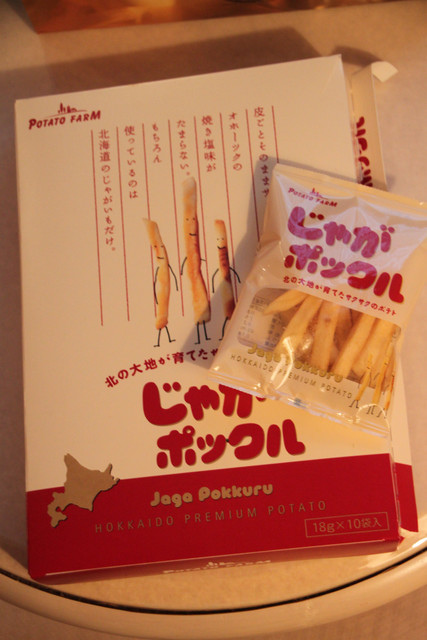 POTATO FARM
皮ごとそのままサ
オホーツクの
焼き塩味が
たまらない。
もちろん
使っているのは
北海道のじゃがいもだけ。
北の大地が育てたサ
じゃが
ポックル
Jaga Pokkuru
HOKKAIDO PREMIUM POTATO
18g×10袋入
POTATO FARM
じゃが
ポックル
北の大地が育てたサクサクのポテト
Jaga Pokkuru
HOKKAIDO PREMIUM POTATO